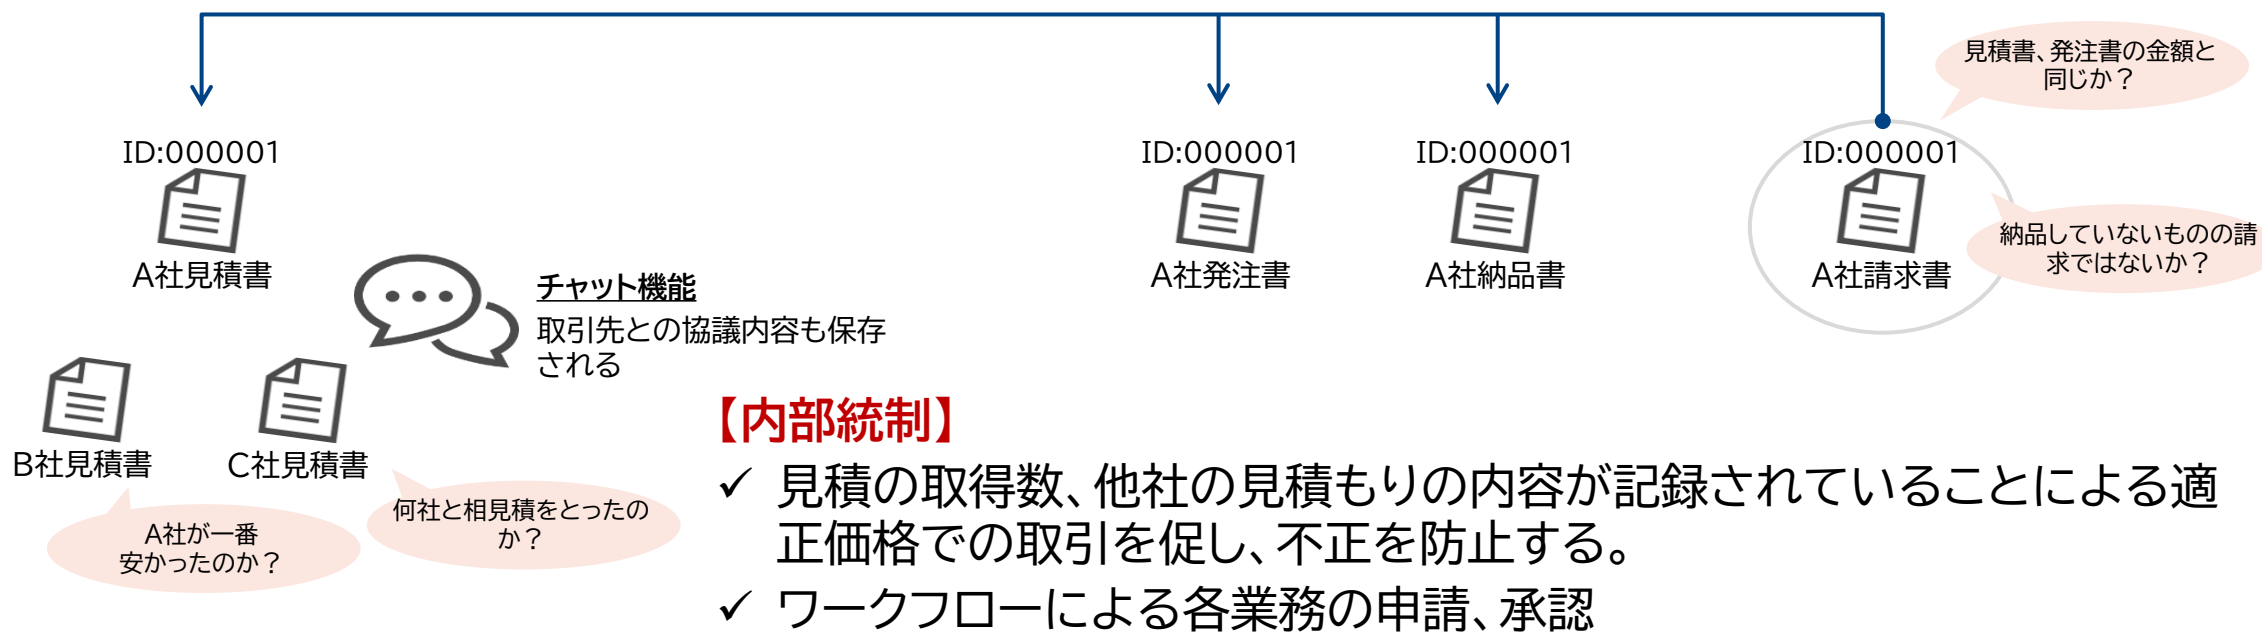 見積書、発注書の金額と
同じか？
ID:000001
ID:000001
ID:000001
ID:000001
A社見積書
A社発注書
A社納品書
A社請求書
納品していないものの請
求ではないか？
チャット機能
取引先との協議内容も保存
される
B社見積書
C社見積書
A社が一番
安かったのか？
何社と相見積をとったの
か？
【内部統制】
✓ 見積の取得数、他社の見積もりの内容が記録されていることによる適
正価格での取引を促し、不正を防止する。
✓ ワークフローによる各業務の申請、承認